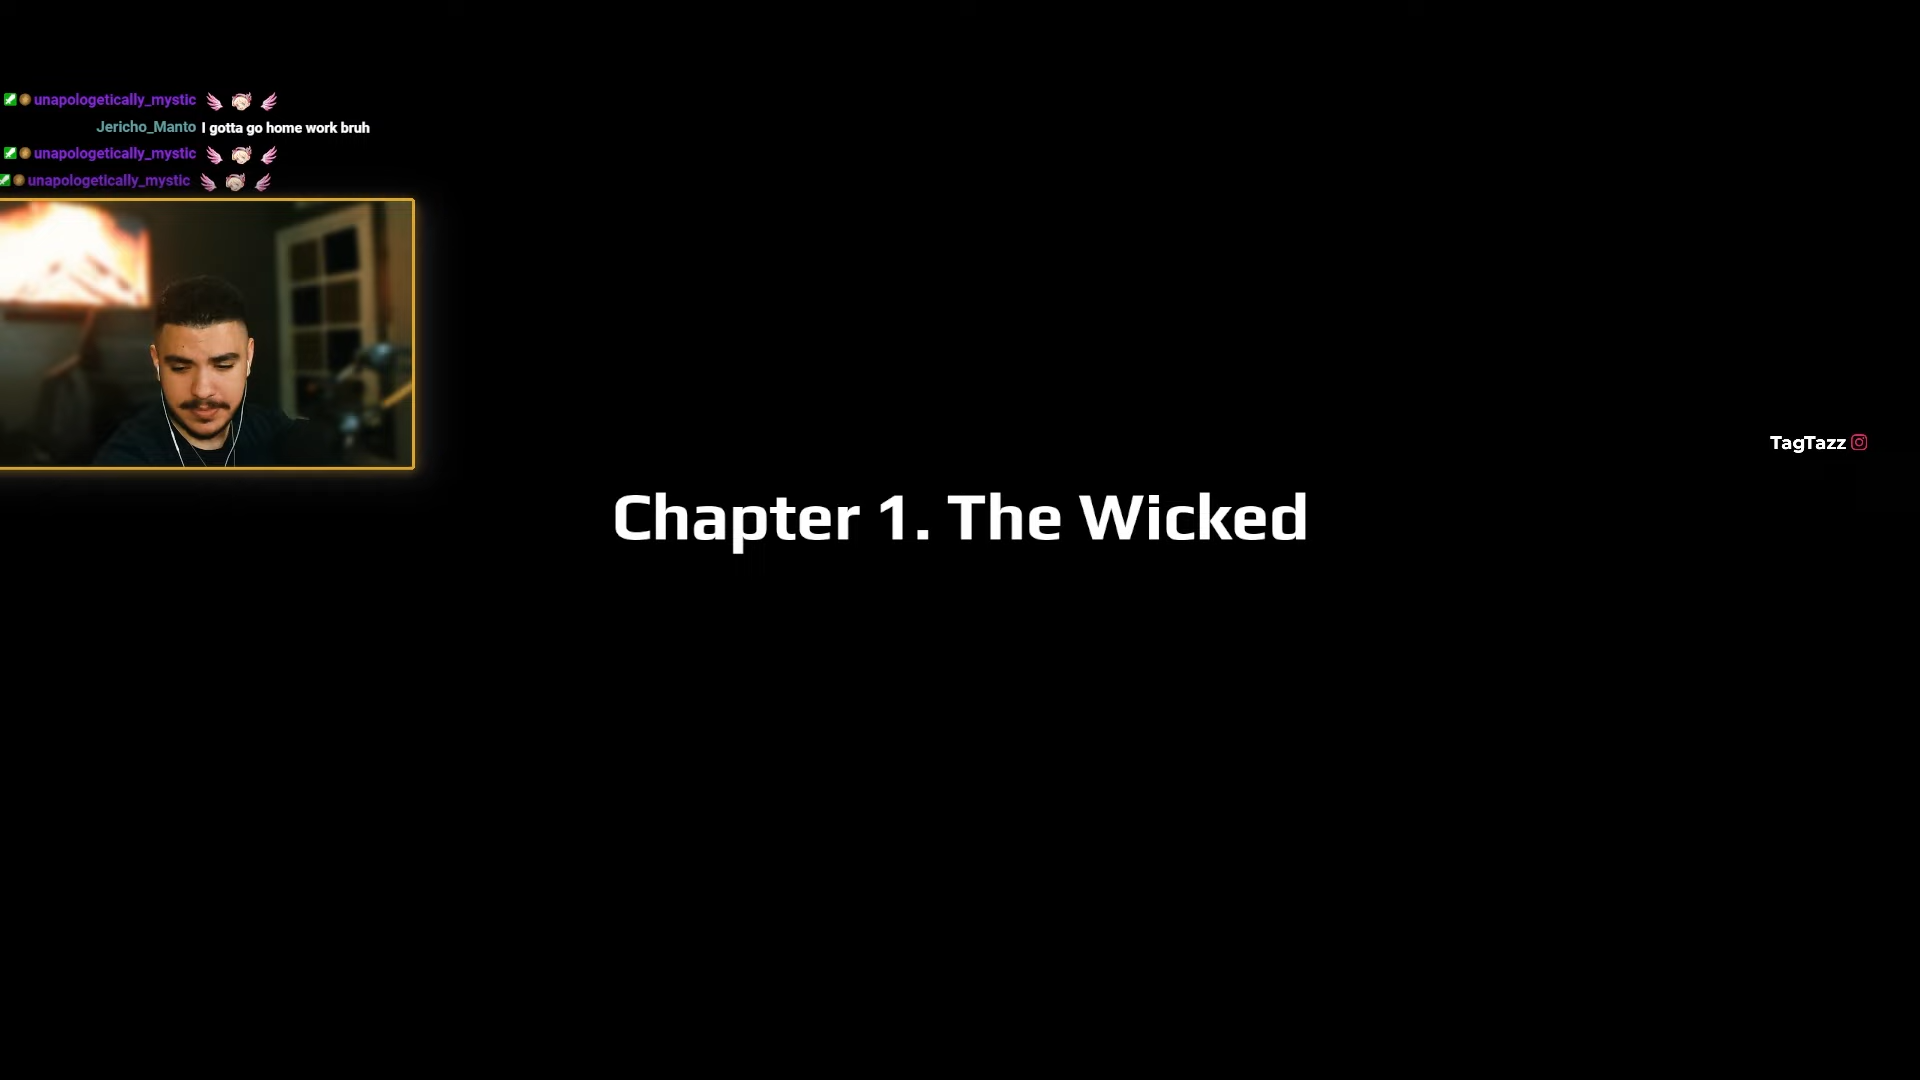 unapologetically_mystic
Jericho_Manto I gotta go home work bruh
unapologetically_mystic
unapologetically_mystic
TagTazz
Chapter 1. The Wicked